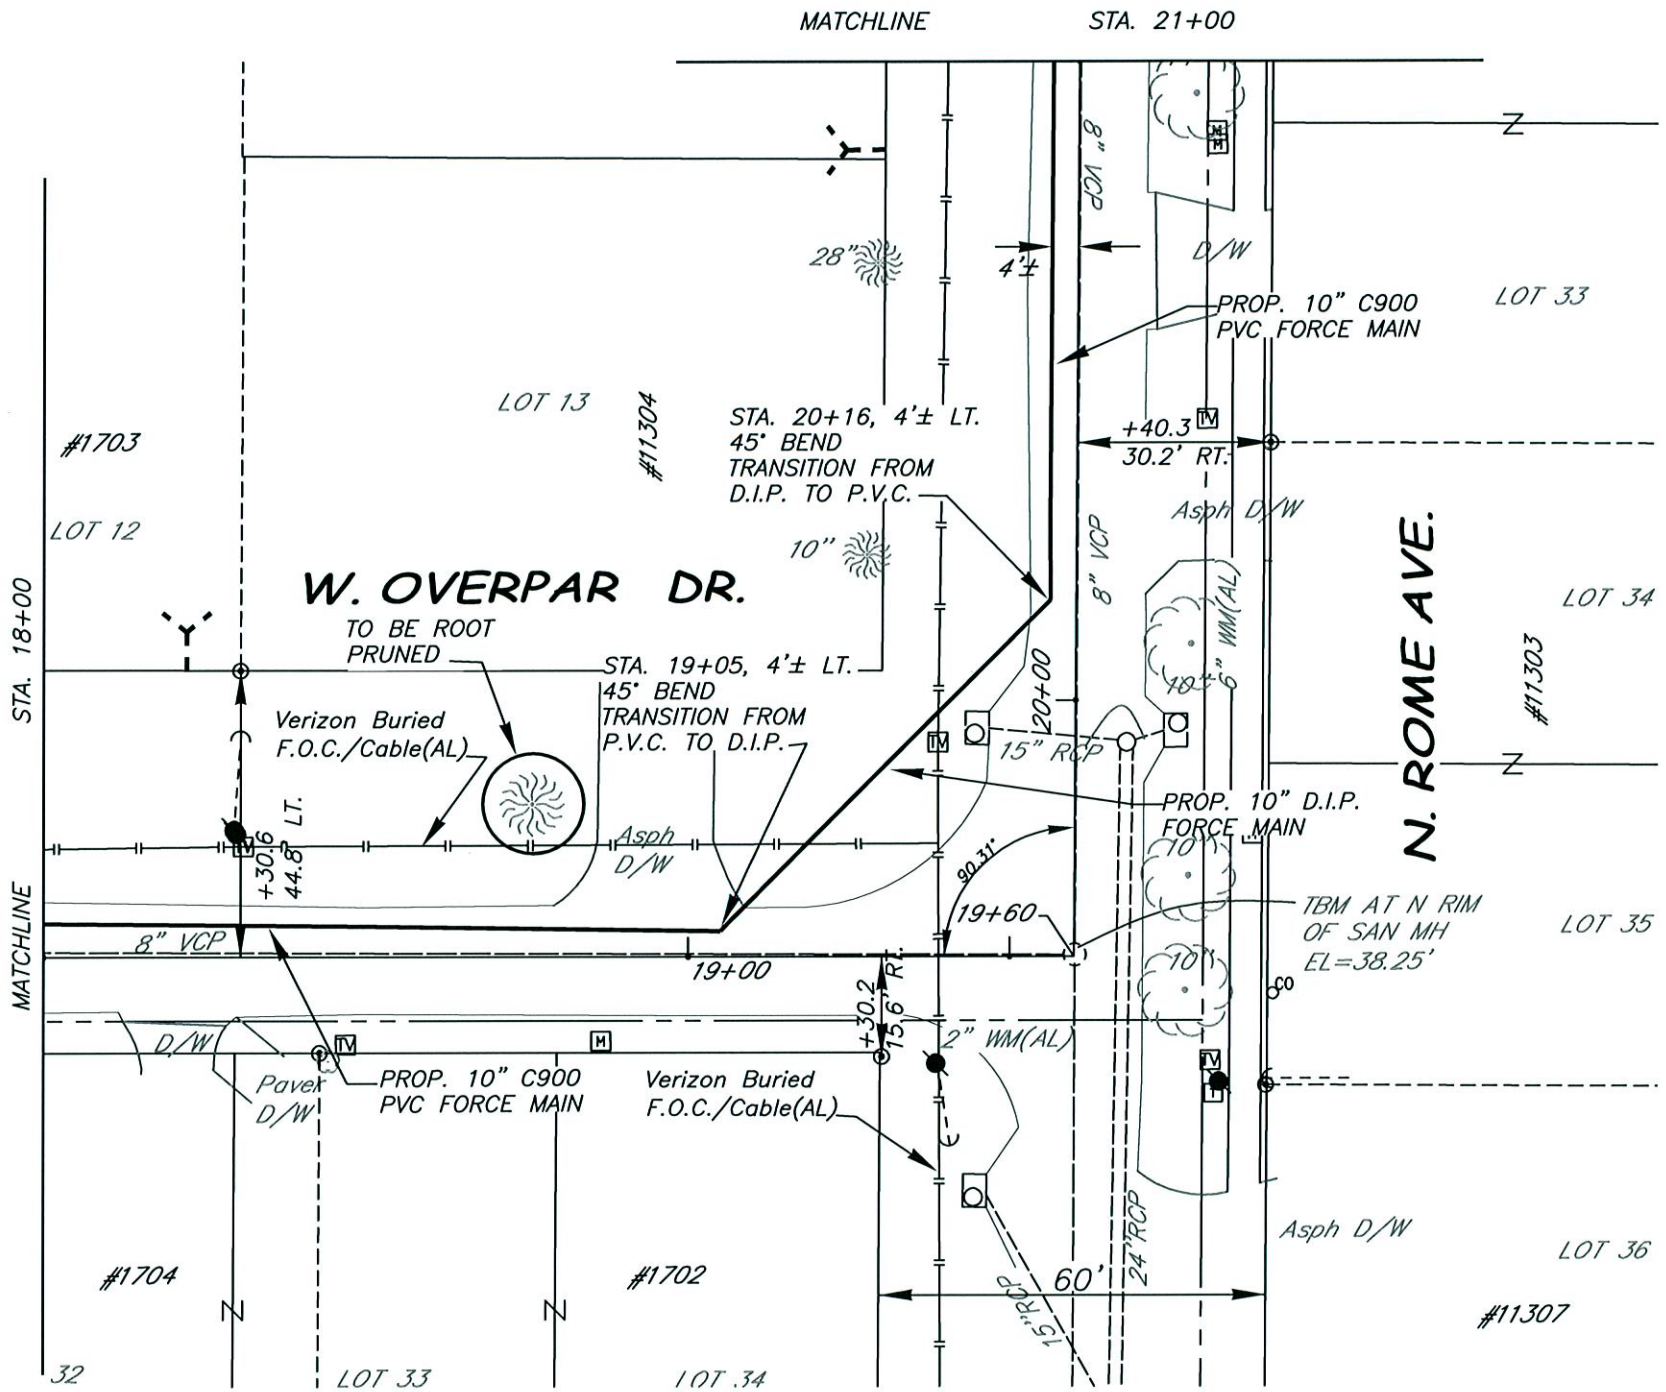 MATCHLINE STA. 21+00
8" VCP
M
M
28"
4'±
D/W
PROP. 10" C900
PVC FORCE MAIN
LOT 33
LOT 13
#11304
#1703
STA. 20+16, 4'± LT.
45° BEND
TRANSITION FROM
D.I.P. TO P.V.C.
TV
+40.3
30.2' RT.
Asph D/W
LOT 12
10"
8" VCP
W. OVERPAR DR.
N. ROME AVE.
LOT 34
6" WM(AL)
10"
#11303
MATCHLINE STA. 18+00
TO BE ROOT
PRUNED
STA. 19+05, 4'± LT.
45° BEND
TRANSITION FROM
P.V.C. TO D.I.P.
Verizon Buried
F.O.C./Cable(AL)
TV
20+00
15" RCP
PROP. 10" D.I.P.
FORCE MAIN
+30.6
44.8' LT.
Asph
D/W
90.31°
10"
19+60
TBM AT N RIM
OF SAN MH
EL=38.25'
LOT 35
8" VCP
19+00
10"
CO
+30.2
15.6' RT.
D/W
TV
M
2" WM(AL)
TV
T
Paver
D/W
PROP. 10" C900
PVC FORCE MAIN
Verizon Buried
F.O.C./Cable(AL)
24" RCP
15" RCP
60'
Asph D/W
LOT 36
#1704
#1702
#11307
32
LOT 33
LOT 34